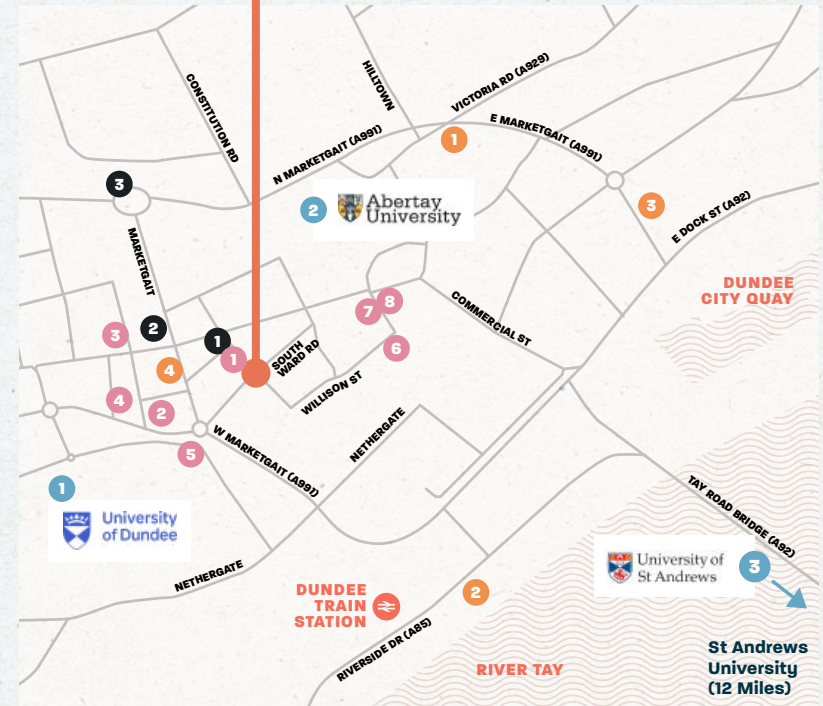 CONSTITUTION RD
HILLTOWN
VICTORIA RD (A929)
N MARKETGAIT (A991)
E MARKETGAIT (A991)
1
3
2
Abertay
University
3
E DOCK ST (A92)
MARKETGAIT
DUNDEE
CITY QUAY
COMMERCIAL ST
8
7
2
3
1
1
6
SOUTH
WARD RD
4
WILLISON ST
4
2
NETHERGATE
5
W MARKETGAIT (A991)
1
University
of Dundee
TAY ROAD BRIDGE (A92)
University of
St Andrews
3
NETHERGATE
DUNDEE
TRAIN
STATION
2
RIVERSIDE DR (A85)
RIVER TAY
St Andrews
University
(12 Miles)